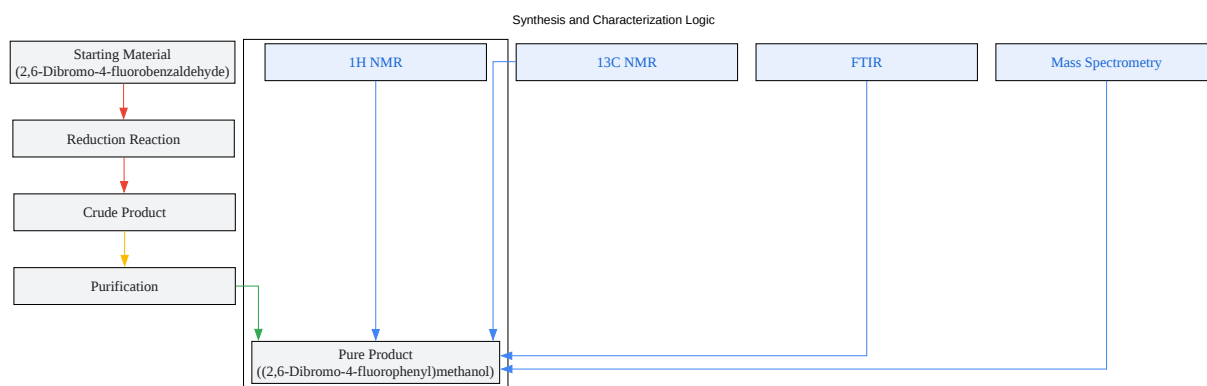 Synthesis and Characterization Logic
Starting Material
(2,6-Dibromo-4-fluorobenzaldehyde)
1H NMR
13C NMR
FTIR
Mass Spectrometry
Reduction Reaction
Crude Product
Purification
Pure Product
((2,6-Dibromo-4-fluorophenyl)methanol)